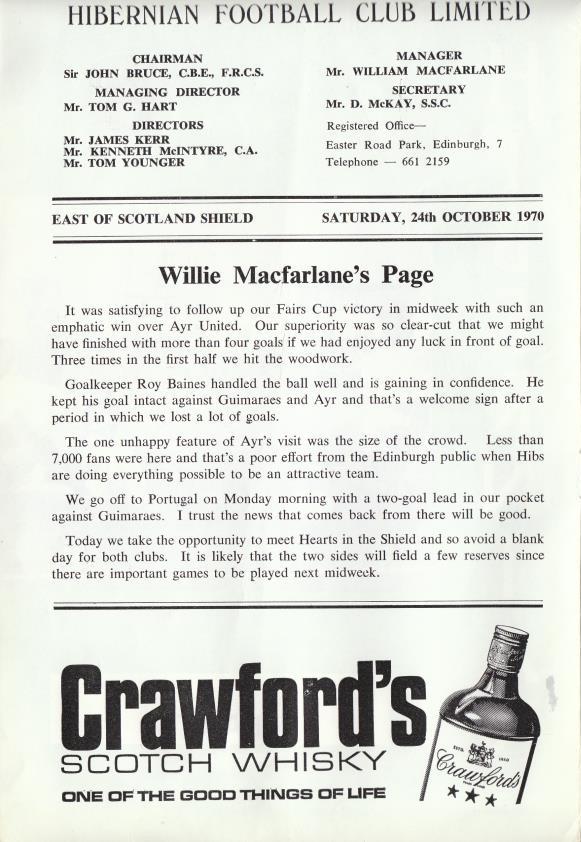 HIBERNIAN FOOTBALL CLUB LIMITED
CHAIRMAN
Sir JOHN BRUCE, C.B.E., F.R.C.S.
MANAGING DIRECTOR
Mr. TOM G. HART
DIRECTORS
Mr. JAMES KERR
Mr. KENNETH McINTYRE, C.A.
Mr. TOM YOUNGER
MANAGER
Mr. WILLIAM MACFARLANE
SECRETARY
Mr. D. McKAY, S.S.C.
Registered Office—
Easter Road Park, Edinburgh, 7
Telephone — 661 2159
EAST OF SCOTLAND SHIELD
SATURDAY, 24th OCTOBER 1970
Willie Macfarlane's Page
It was satisfying to follow up our Fairs Cup victory in midweek with such an
emphatic win over Ayr United. Our superiority was so clear-cut that we might
have finished with more than four goals if we had enjoyed any luck in front of goal.
Three times in the first half we hit the woodwork.
Goalkeeper Roy Baines handled the ball well and is gaining in confidence. He
kept his goal intact against Guimaraes and Ayr and that's a welcome sign after a
period in which we lost a lot of goals.
The one unhappy feature of Ayr's visit was the size of the crowd. Less than
7,000 fans were here and that's a poor effort from the Edinburgh public when Hibs
are doing everything possible to be an attractive team.
We go off to Portugal on Monday morning with a two-goal lead in our pocket
against Guimaraes. I trust the news that comes back from there will be good.
Today we take the opportunity to meet Hearts in the Shield and so avoid a blank
day for both clubs. It is likely that the two sides will field a few reserves since
there are important games to be played next midweek.
Crawford's
SCOTCH WHISKY
ONE OF THE GOOD THINGS OF LIFE
ESTD. 1860
Crawford's